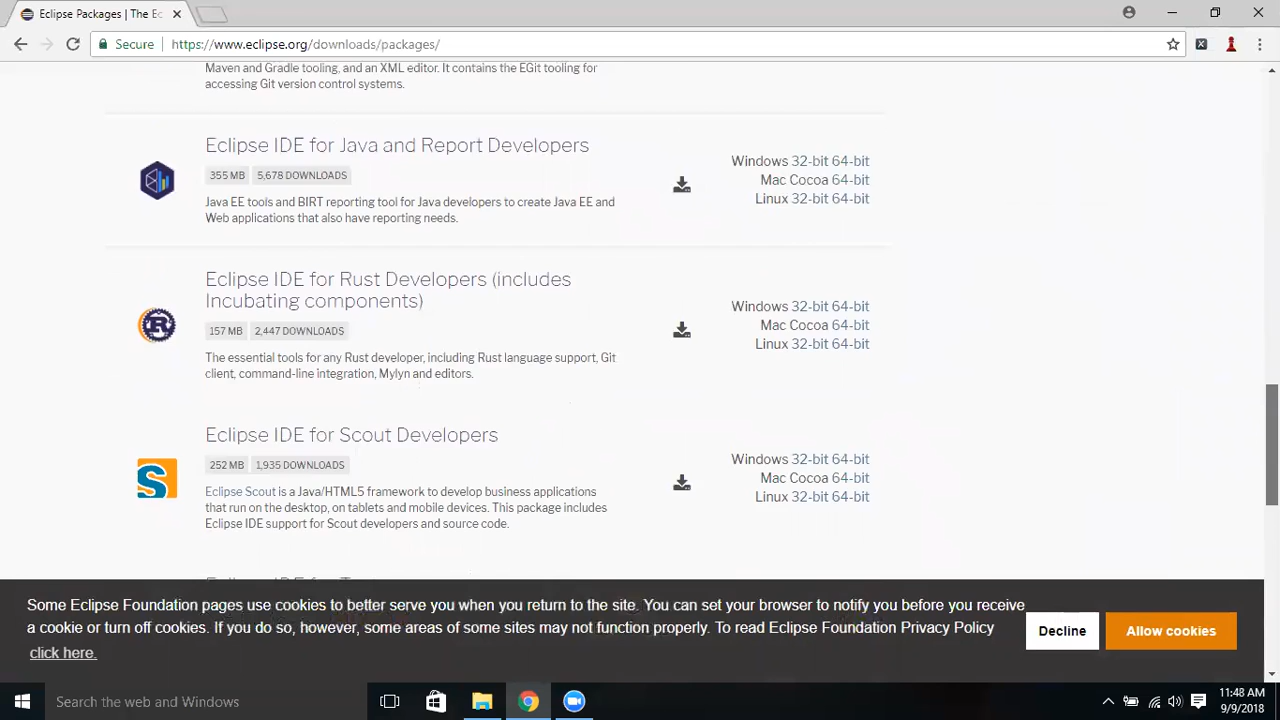 Eclipse Packages | The Ec
Secure
https://www.eclipse.org/downloads/packages/
Maven and Gradle tooling, and an XML editor. It contains the EGit tooling for
accessing Git version control systems.
Eclipse IDE for Java and Report Developers
355 MB 5,678 DOWNLOADS
Java EE tools and BIRT reporting tool for Java developers to create Java EE and
Web applications that also have reporting needs.
Windows 32-bit 64-bit
Mac Cocoa 64-bit
Linux 32-bit 64-bit
Eclipse IDE for Rust Developers (includes
Incubating components)
157 MB 2,447 DOWNLOADS
The essential tools for any Rust developer, including Rust language support, Git
client, command-line integration, Mylyn and editors.
Windows 32-bit 64-bit
Mac Cocoa 64-bit
Linux 32-bit 64-bit
Eclipse IDE for Scout Developers
252 MB 1,935 DOWNLOADS
Eclipse Scout is a Java/HTML5 framework to develop business applications
that run on the desktop, on tablets and mobile devices. This package includes
Eclipse IDE support for Scout developers and source code.
Windows 32-bit 64-bit
Mac Cocoa 64-bit
Linux 32-bit 64-bit
Some Eclipse Foundation pages use cookies to better serve you when you return to the site. You can set your browser to notify you before you receive
a cookie or turn off cookies. If you do so, however, some areas of some sites may not function properly. To read Eclipse Foundation Privacy Policy
click here.
Decline
Allow cookies
Search the web and Windows
11:48 AM
9/9/2018